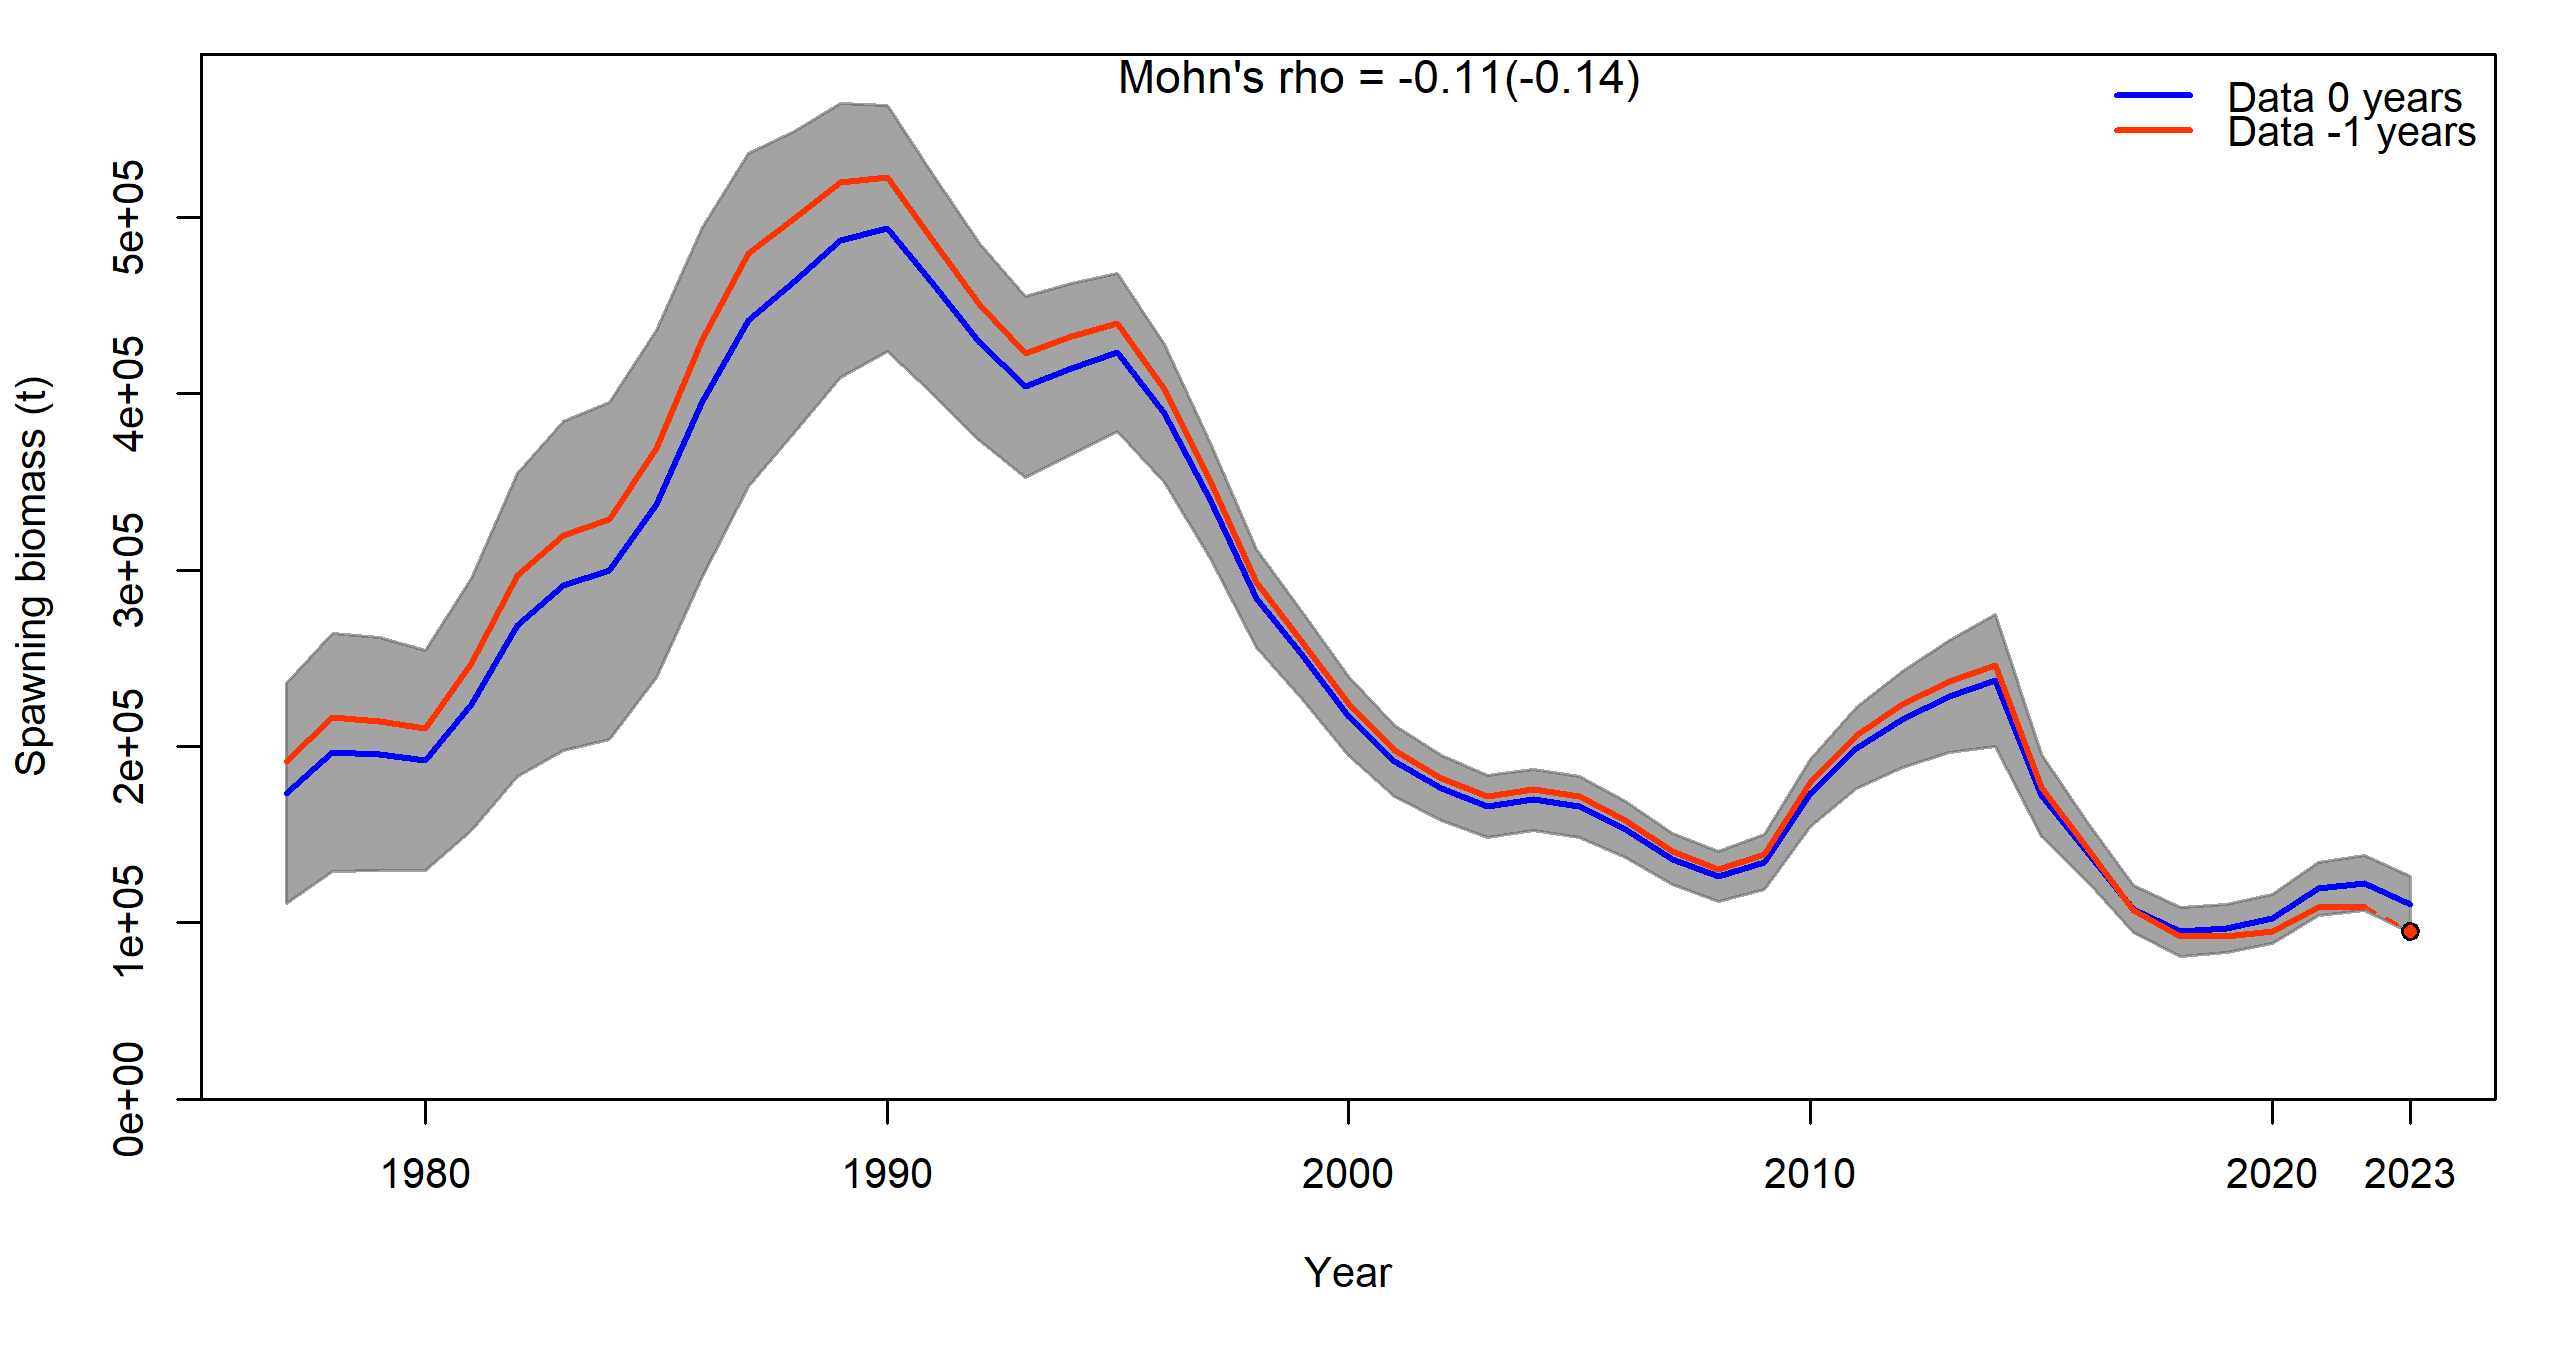 Mohn's rho = -0.11(-0.14)
Data 0 years
Data -1 years
Spawning biomass (t)
5e+05
4e+05
3e+05
2e+05
1e+05
0e+00
1980 1990 2000 2010 2020 2023
Year